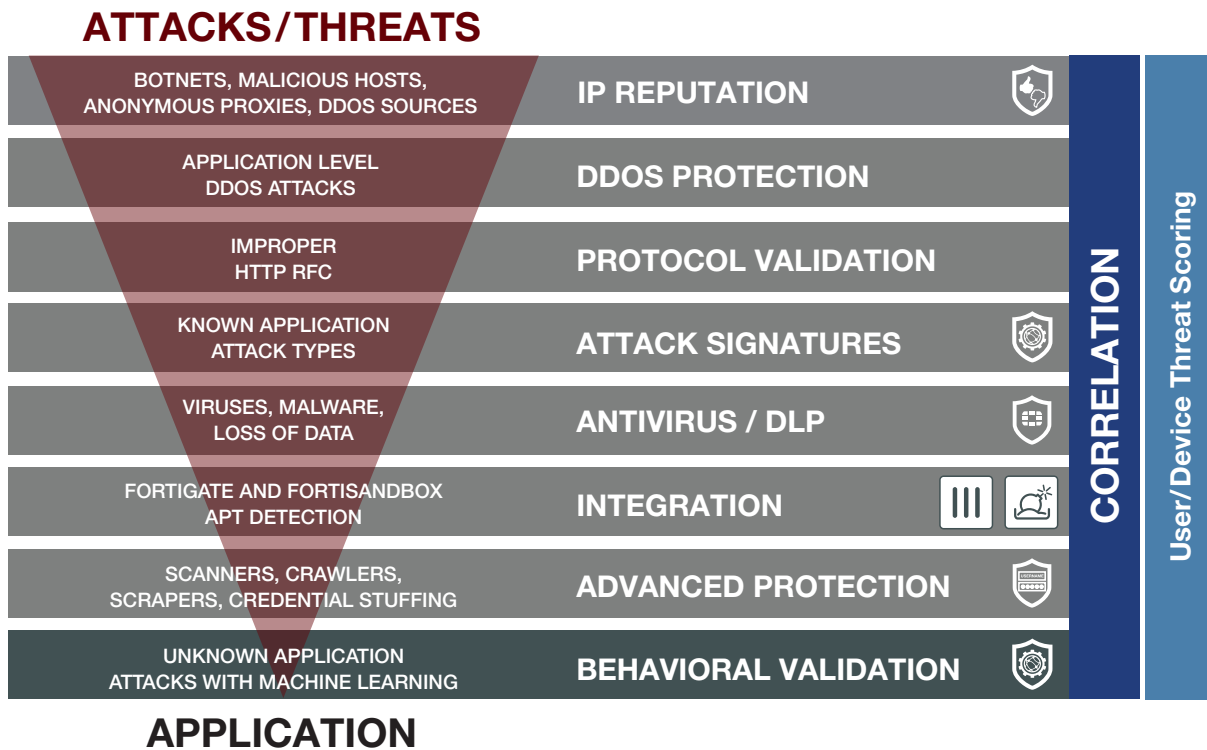 ATTACKS/THREATS
BOTNETS, MALICIOUS HOSTS,
ANONYMOUS PROXIES, DDOS SOURCES
IP REPUTATION
APPLICATION LEVEL
DDOS ATTACKS
DDOS PROTECTION
IMPROPER
HTTP RFC
PROTOCOL VALIDATION
KNOWN APPLICATION
ATTACK TYPES
ATTACK SIGNATURES
VIRUSES, MALWARE,
LOSS OF DATA
ANTIVIRUS / DLP
FORTIGATE AND FORTISANDBOX
APT DETECTION
INTEGRATION
SCANNERS, CRAWLERS,
SCRAPERS, CREDENTIAL STUFFING
ADVANCED PROTECTION
USERNAME
UNKNOWN APPLICATION
ATTACKS WITH MACHINE LEARNING
BEHAVIORAL VALIDATION
CORRELATION
User/Device Threat Scoring
APPLICATION